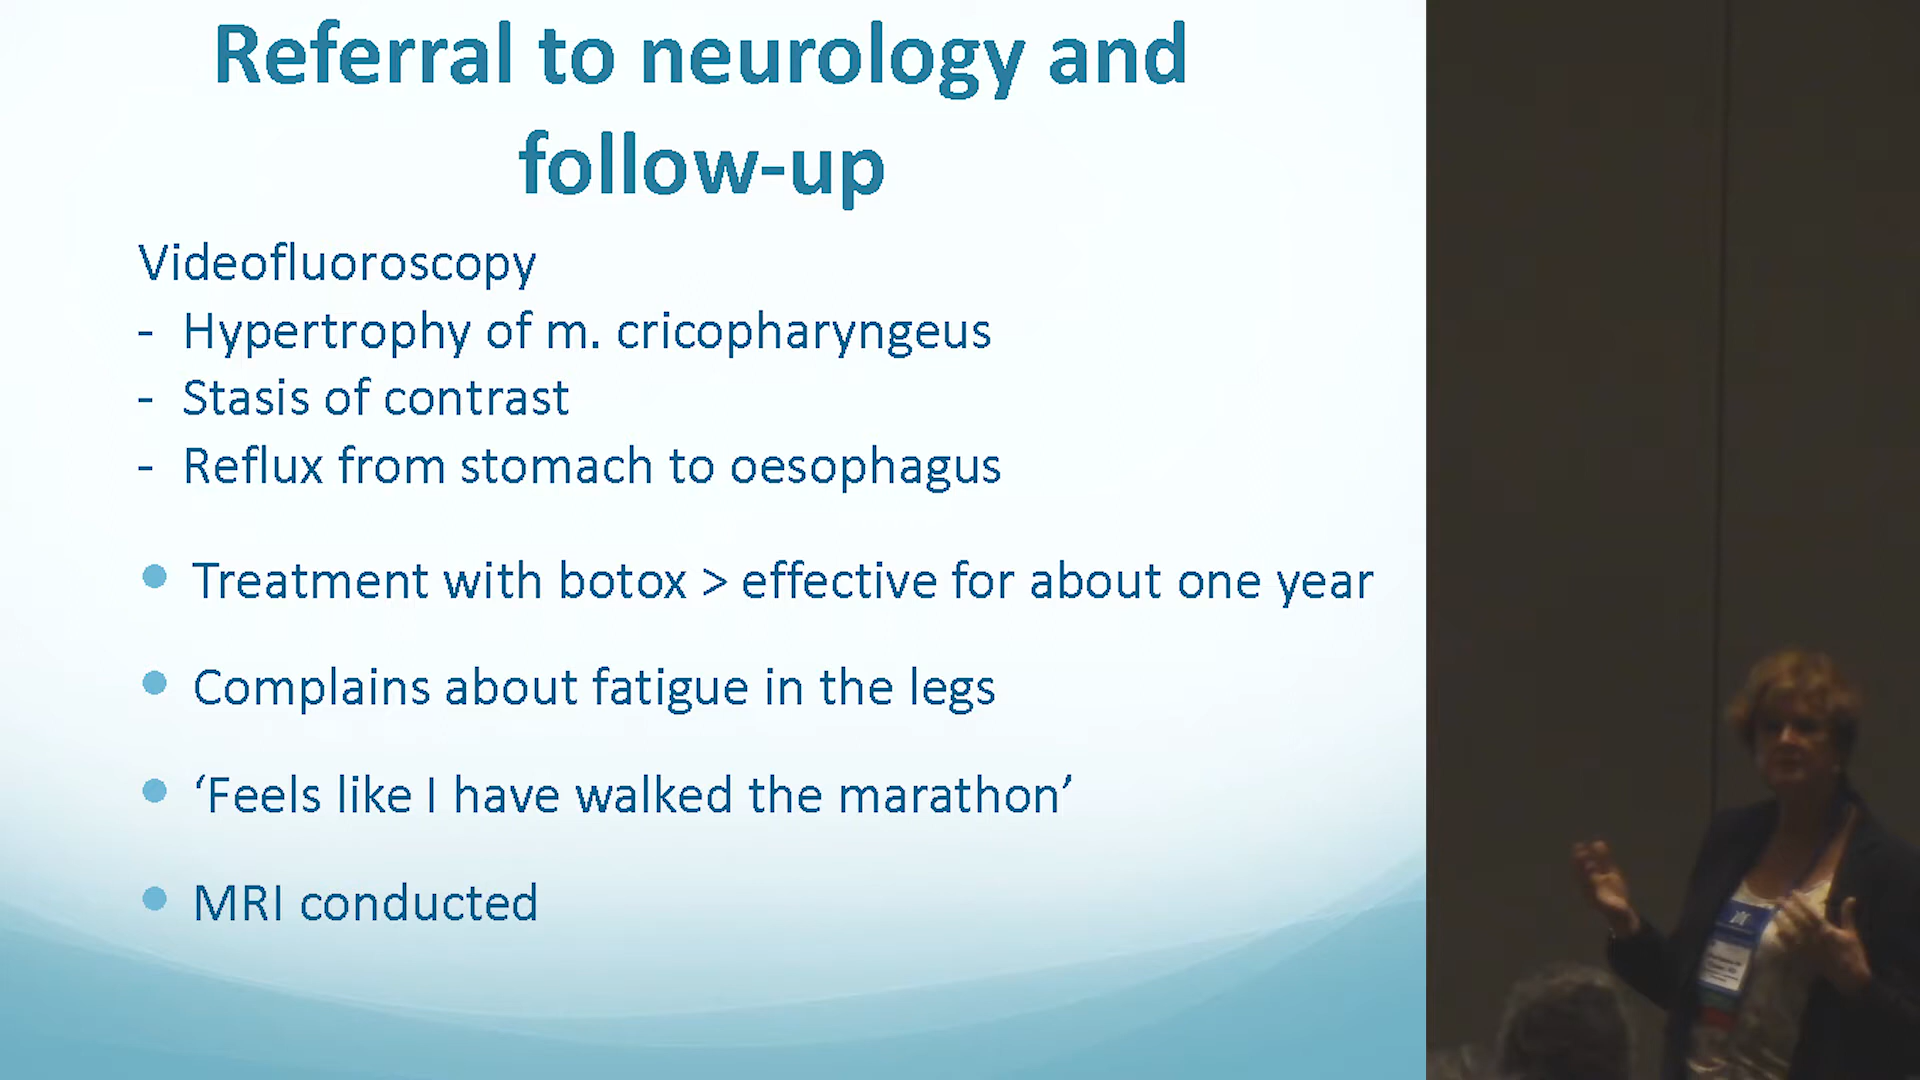 Referral to neurology and
follow-up
Videofluoroscopy
- Hypertrophy of m. cricopharyngeus
- Stasis of contrast
- Reflux from stomach to oesophagus
• Treatment with botox > effective for about one year
• Complains about fatigue in the legs
• ‘Feels like I have walked the marathon’
• MRI conducted